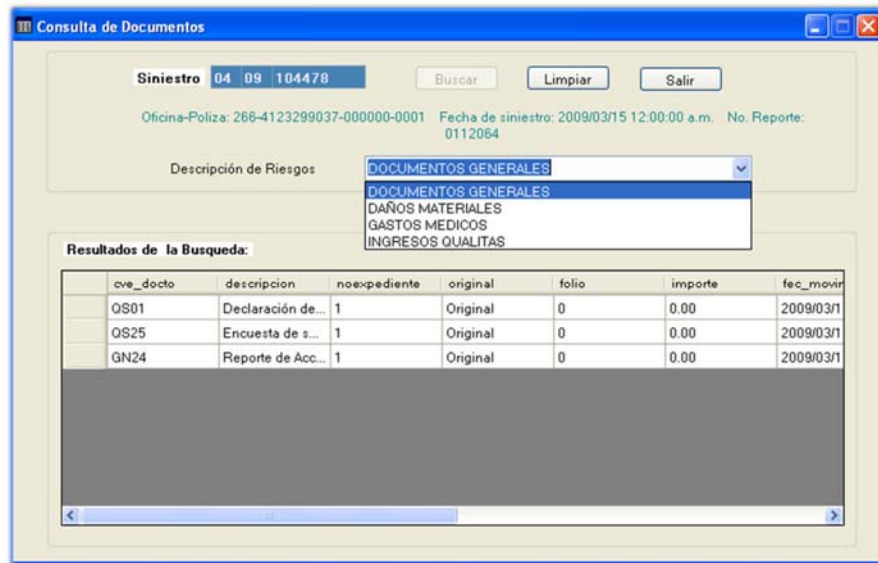 Consulta de Documentos
Siniestro 04 09 104478 Buscar Limpiar Salir
Oficina-Poliza: 266-4123299037-000000-0001 Fecha de siniestro: 2009/03/15 12:00:00 a.m. No. Reporte:
0112064
Descripción de Riesgos DOCUMENTOS GENERALES
DOCUMENTOS GENERALES
DAÑOS MATERIALES
GASTOS MEDICOS
INGRESOS QUALITAS
Resultados de la Busqueda:
cve_docto descripcion noexpediente original folio importe fec_movir
QS01 Declaración de... 1 Original 0 0.00 2009/03/1
QS25 Encuesta de s... 1 Original 0 0.00 2009/03/1
GN24 Reporte de Acc... 1 Original 0 0.00 2009/03/1